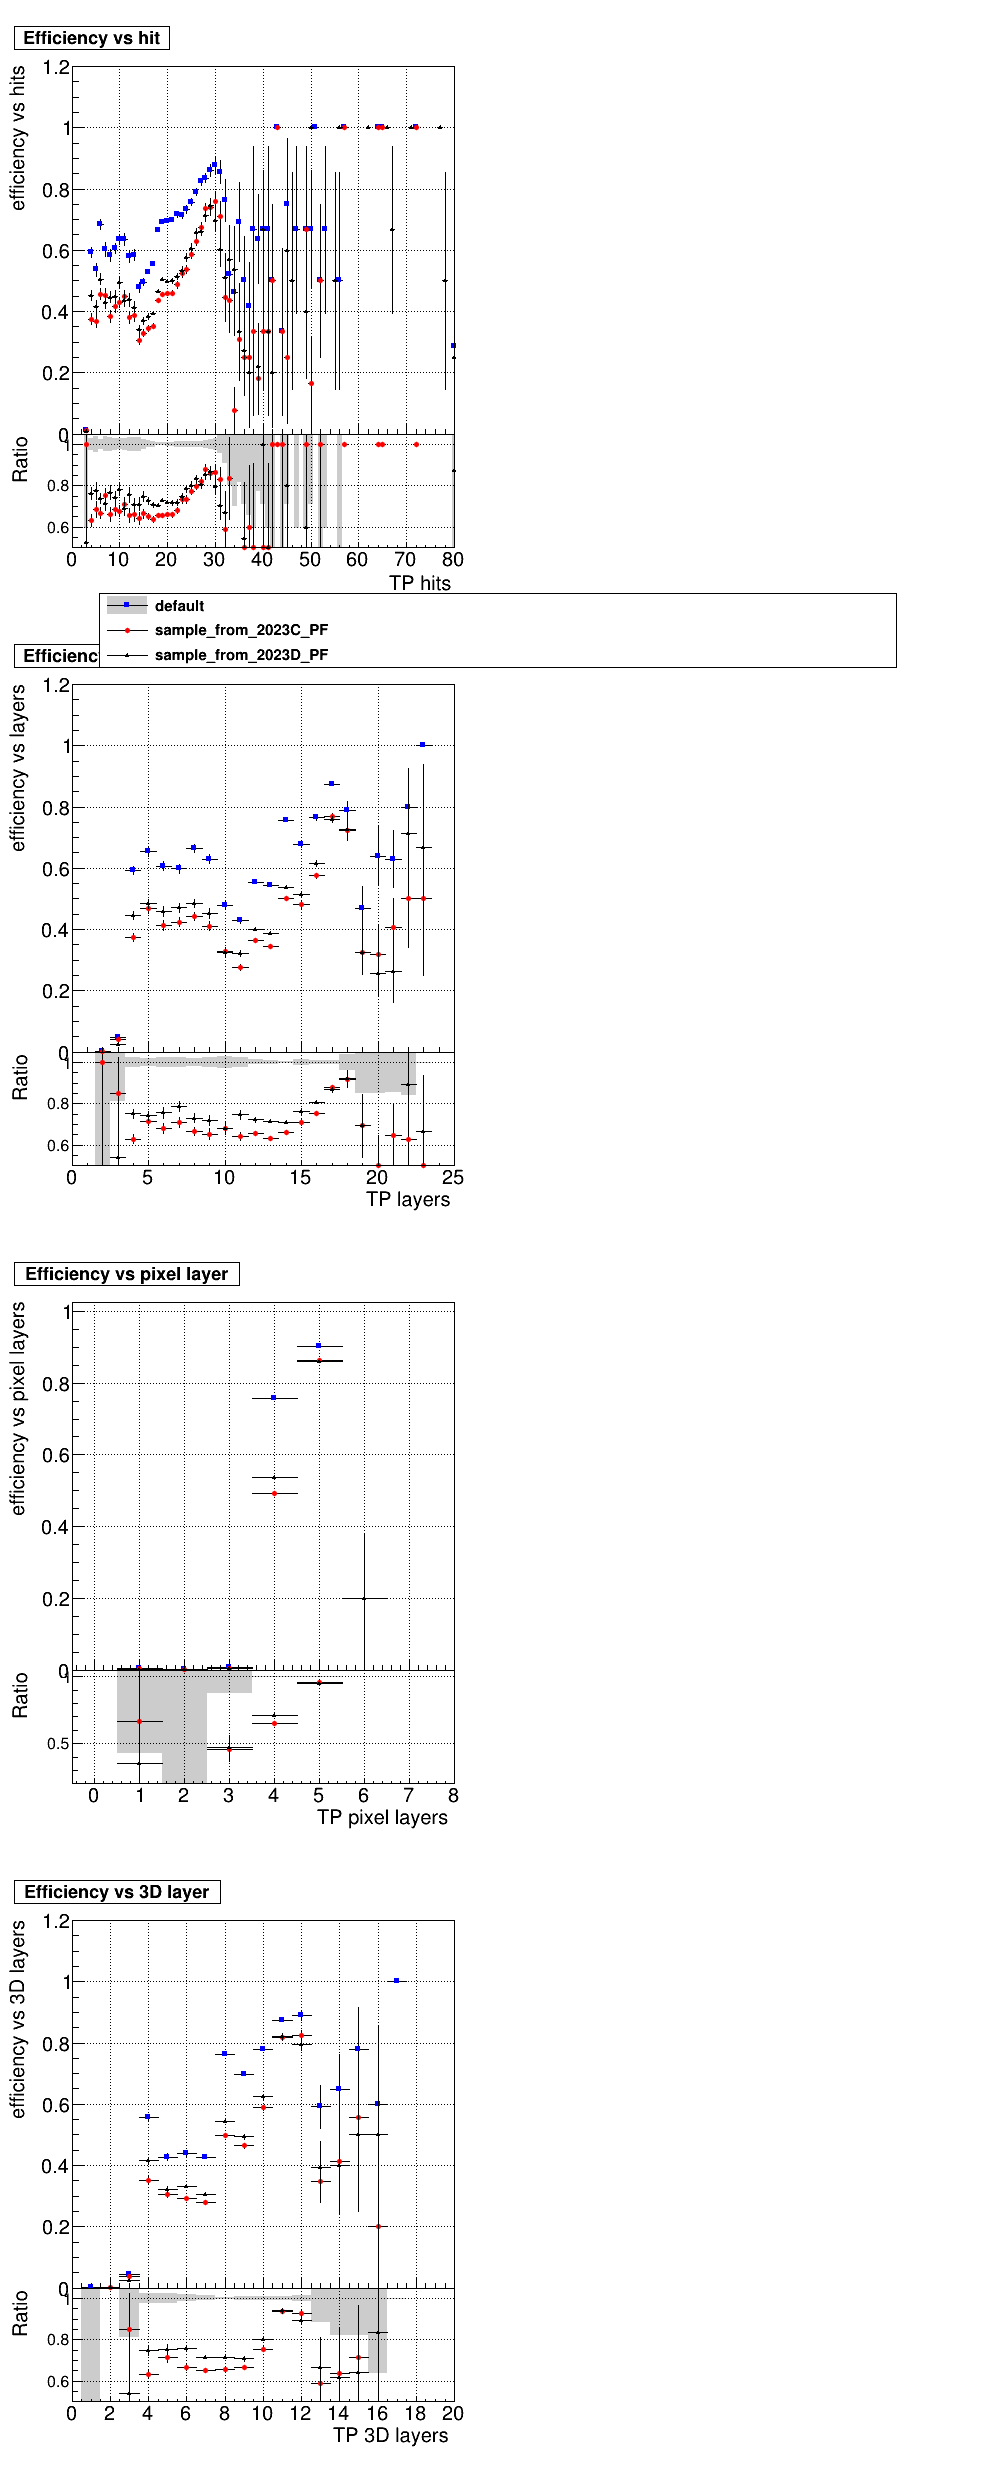 Efficiency vs hit
efficiency vs hits
1.2
1
0.8
0.6
0.4
0.2
0
Ratio
1
0.8
0.6
0 10 20 30 40 50 60 70 80
TP hits
default
sample_from_2023C_PF
sample_from_2023D_PF
Efficienc
efficiency vs layers
1.2
1
0.8
0.6
0.4
0.2
0
Ratio
1
0.8
0.6
0 5 10 15 20 25
TP layers
Efficiency vs pixel layer
efficiency vs pixel layers
1
0.8
0.6
0.4
0.2
0
Ratio
1
0.5
0 1 2 3 4 5 6 7 8
TP pixel layers
Efficiency vs 3D layer
efficiency vs 3D layers
1.2
1
0.8
0.6
0.4
0.2
0
Ratio
1
0.8
0.6
0 2 4 6 8 10 12 14 16 18 20
TP 3D layers